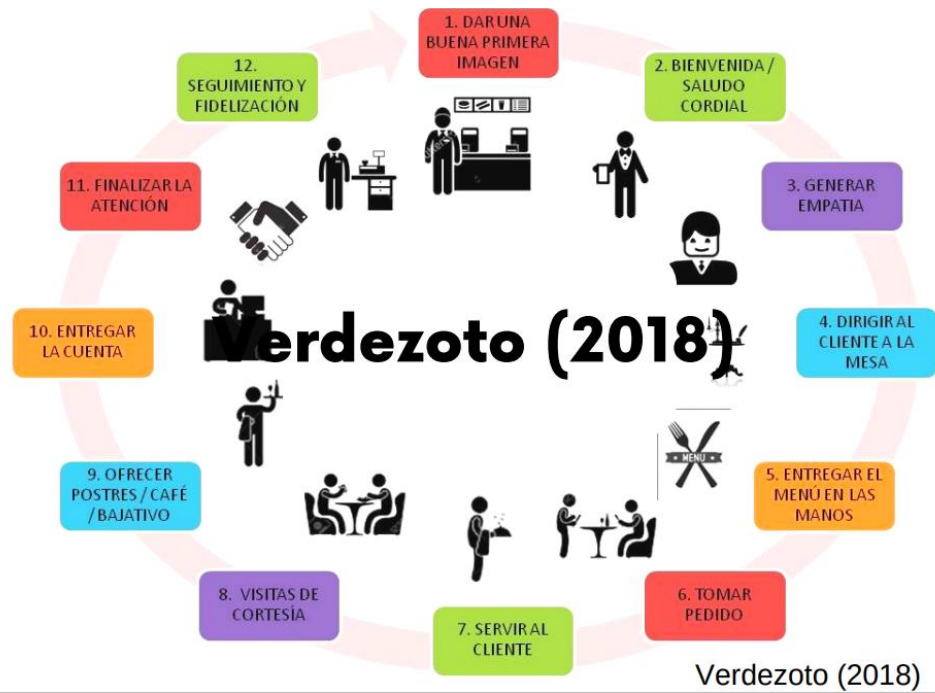 1. DAR UNA
BUENA PRIMERA
IMAGEN
2. BIENVENIDA /
SALUDO
CORDIAL
3. GENERAR
EMPATIA
4. DIRIGIR AL
CLIENTE A LA
MESA
5. ENTREGAR EL
MENÚ EN LAS
MANOS
6. TOMAR
PEDIDO
7. SERVIR AL
CLIENTE
8. VISITAS DE
CORTESÍA
9. OFRECER
POSTRES / CAFÉ
/ BAJATIVO
10. ENTREGAR
LA CUENTA
11. FINALIZAR LA
ATENCIÓN
12.
SEGUIMIENTO Y
FIDELIZACIÓN
Verdezoto (2018)
MENU
Verdezoto (2018)